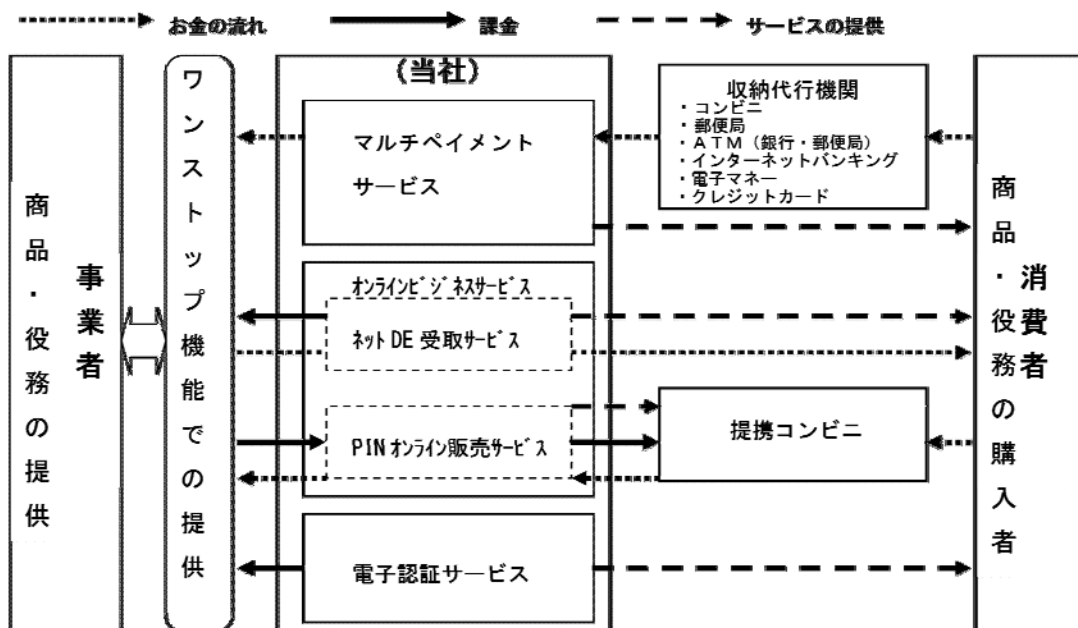 お金の流れ
課金
サービスの提供
商品・役務の提供
事業者
ワンストップ機能での提供
(当社)
マルチペイメント
サービス
オンラインビジネスサービス
ネットDE受取サービス
PINオンライン販売サービス
電子認証サービス
収納代行機関
・コンビニ
・郵便局
・ATM(銀行・郵便局)
・インターネットバンキング
・電子マネー
・クレジットカード
提携コンビニ
消費者
商品・役務の購入者